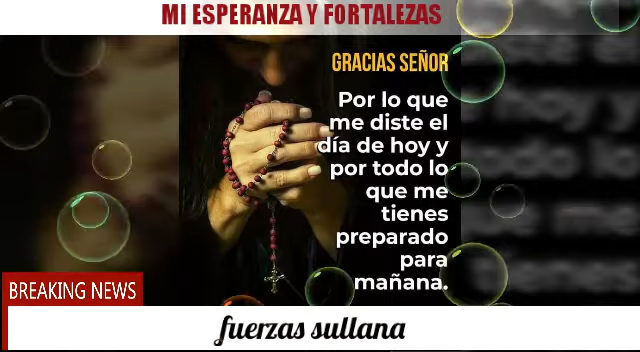 MI ESPERANZA Y FORTALEZAS
GRACIAS SEÑOR
Por lo que
me diste el
día de hoy y
por todo lo
que me
tienes
preparado
para
mañana.
BREAKING NEWS
fuerzas sullana